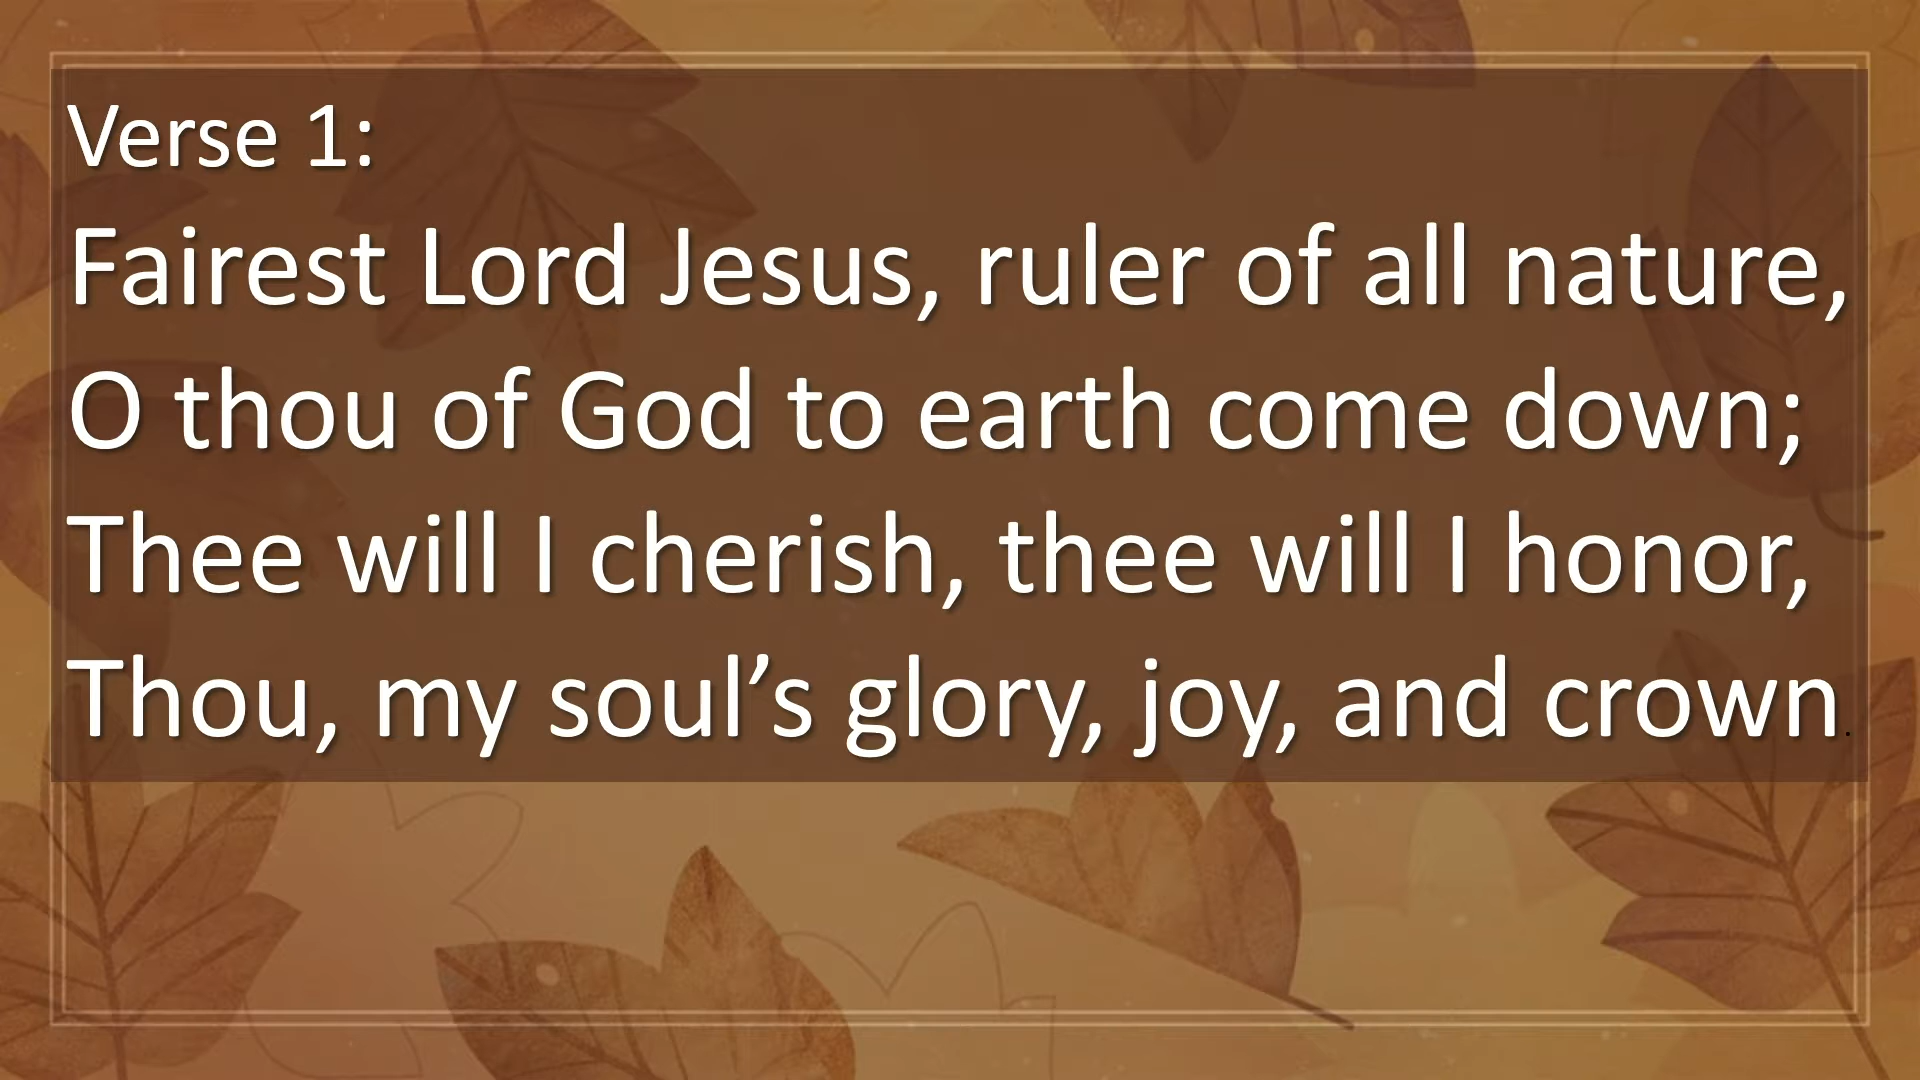 Verse 1:
Fairest Lord Jesus, ruler of all nature,
O thou of God to earth come down;
Thee will I cherish, thee will I honor,
Thou, my soul’s glory, joy, and crown.